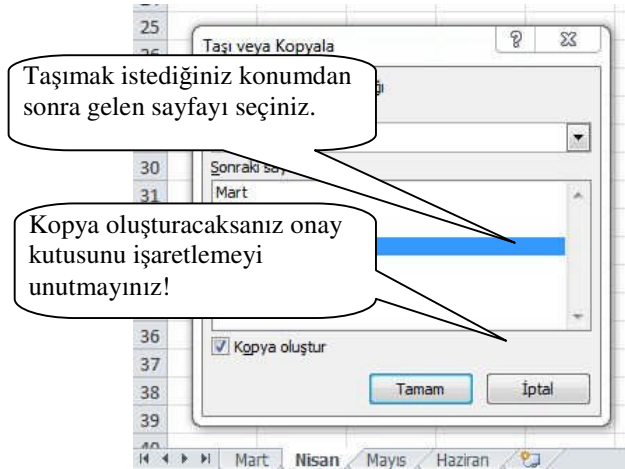 25
Taşı veya Kopyala
Taşımak istediğiniz konumdan
sonra gelen sayfayı seçiniz.
30
Sonraki
31
Mart
Kopya oluşturacaksanız onay
kutusunu işaretlemeyi
unutmayınız!
36
Kopya oluştur
37
38
Tamam İptal
39
Mart Nisan Mayıs Haziran